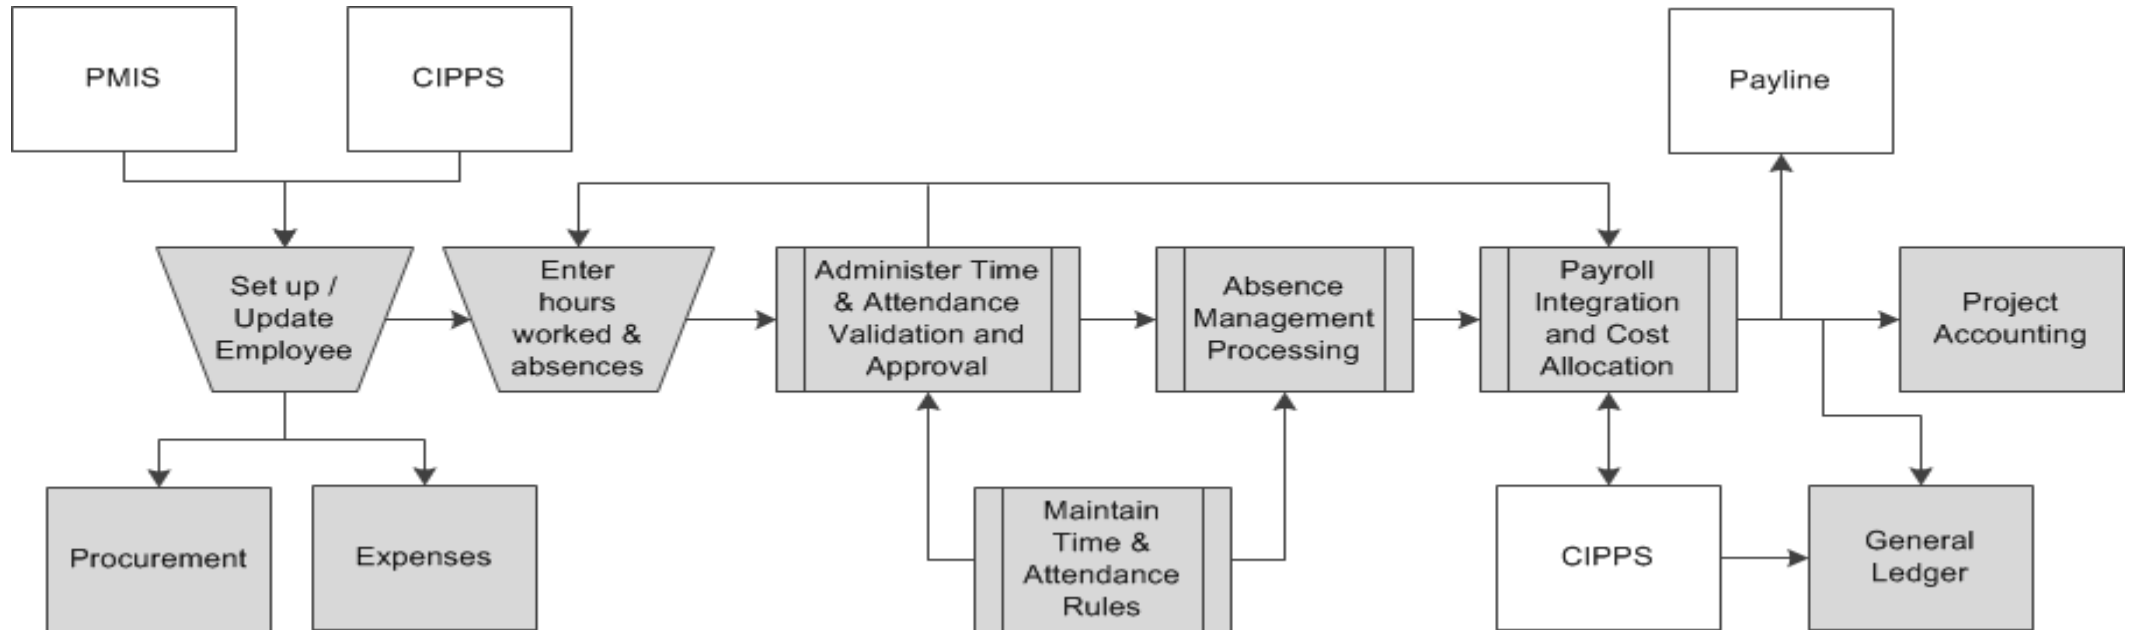 PMIS
CIPPS
Payline
Set up /
Update
Employee
Enter
hours
worked &
absences
Administer Time
& Attendance
Validation and
Approval
Absence
Management
Processing
Payroll
Integration
and Cost
Allocation
Project
Accounting
Procurement
Expenses
Maintain
Time &
Attendance
Rules
CIPPS
General
Ledger